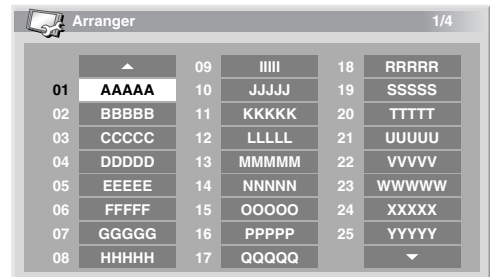 Arranger 1/4
01 AAAAA
02 BBBBB
03 CCCCC
04 DDDDD
05 EEEEE
06 FFFFF
07 GGGGG
08 HHHHH
09 IIIII
10 JJJJJ
11 KKKKK
12 LLLLL
13 MMMMM
14 NNNNN
15 OOOOO
16 PPPPP
17 QQQQQ
18 RRRRR
19 SSSSS
20 TTTTT
21 UUUUU
22 VVVVV
23 WWWWW
24 XXXXX
25 YYYYY